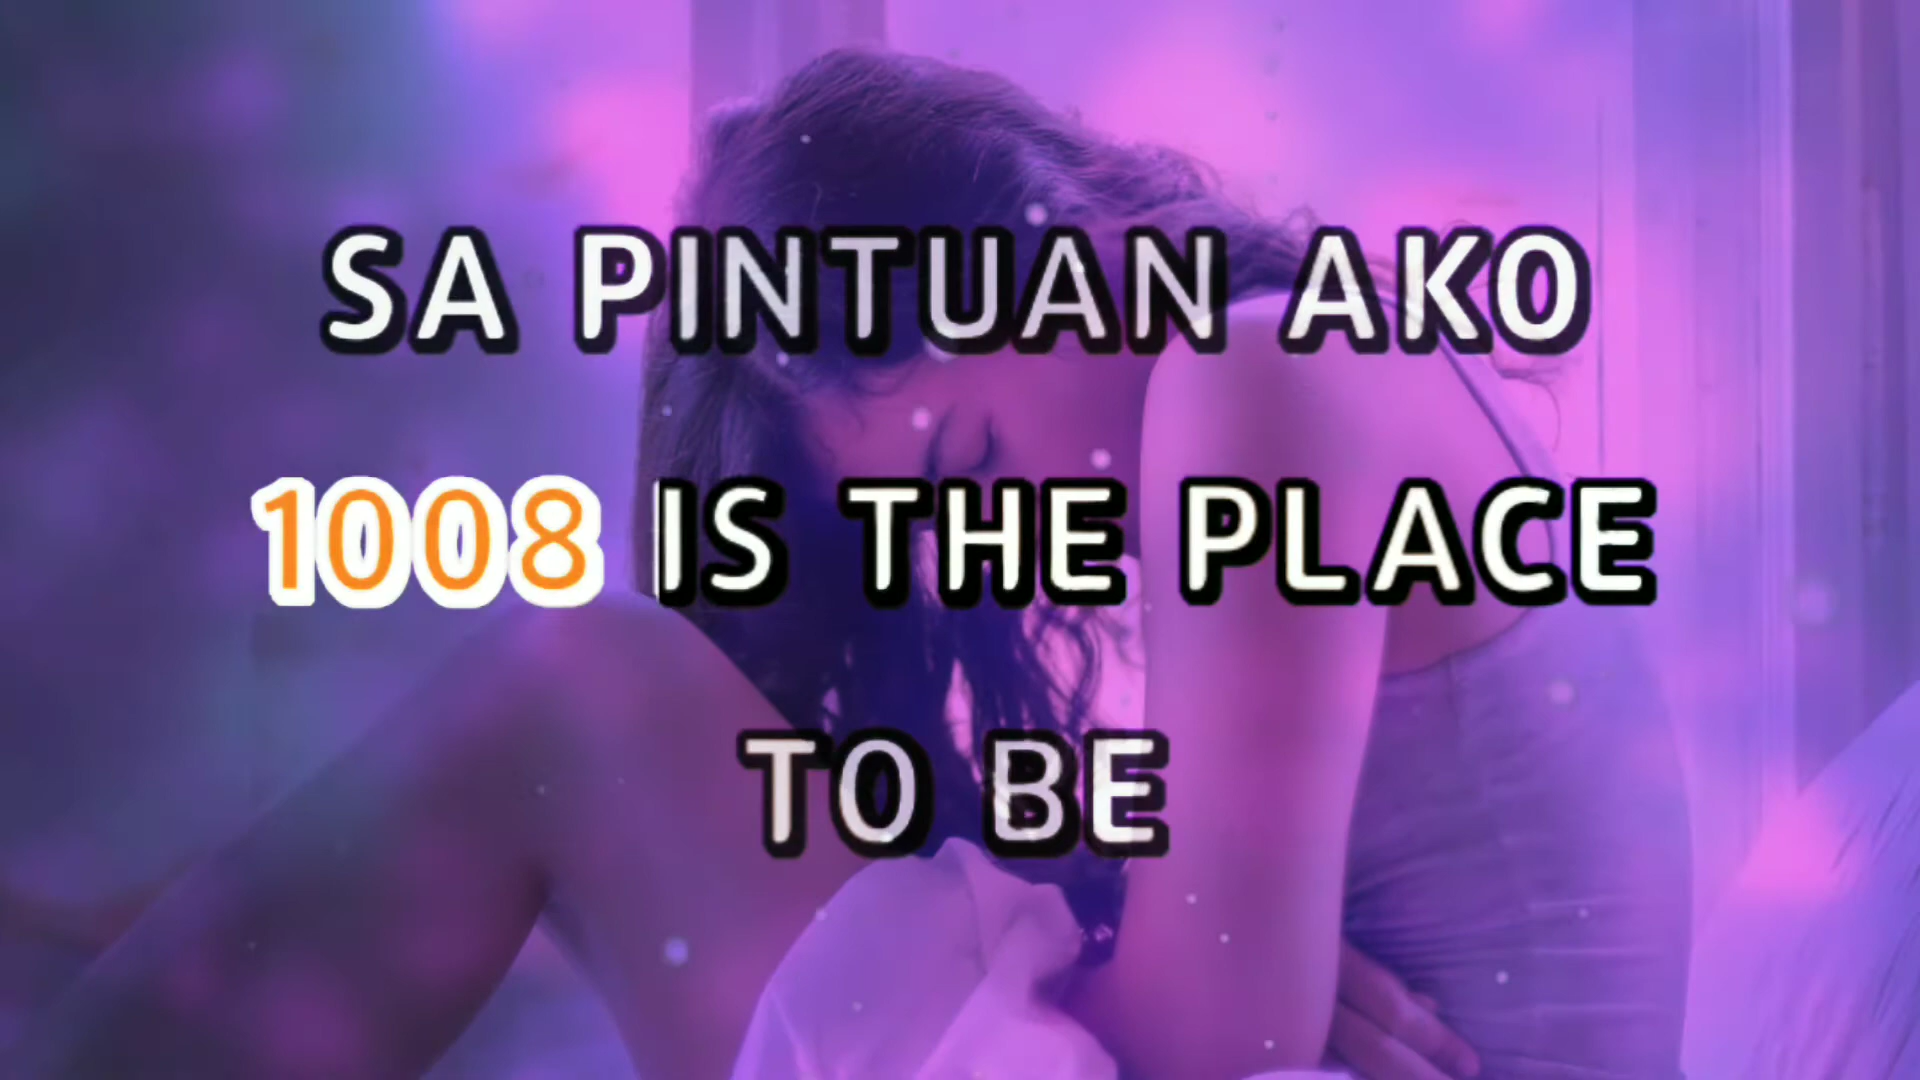 SA PINTUAN AKO
1008 IS THE PLACE
TO BE